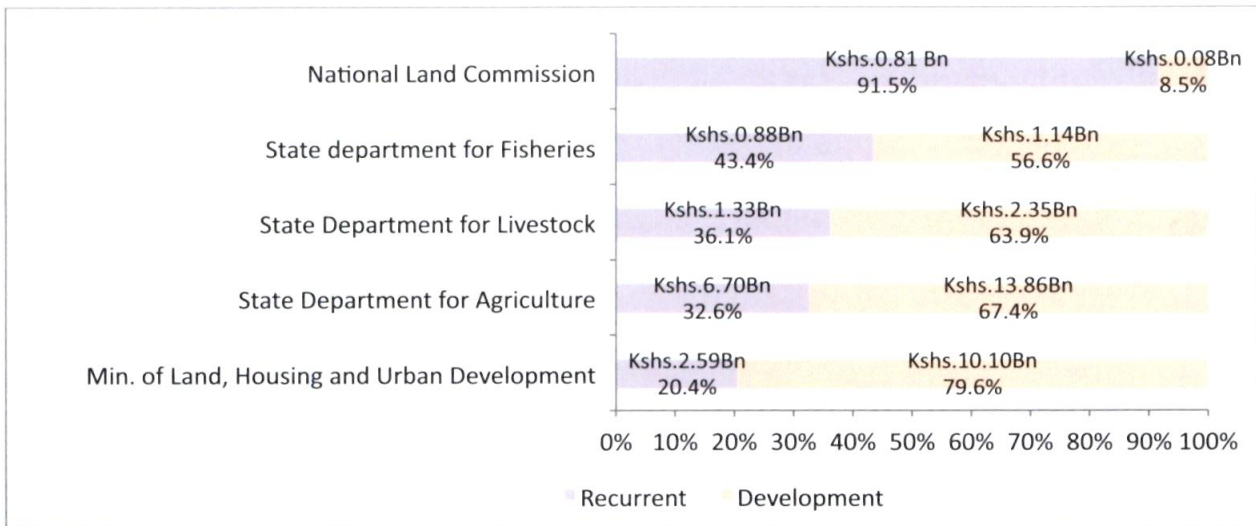 National Land Commission
Kshs.0.81 Bn
91.5%
Kshs.0.08Bn
8.5%
State department for Fisheries
Kshs.0.88Bn
43.4%
Kshs.1.14Bn
56.6%
State Department for Livestock
Kshs.1.33Bn
36.1%
Kshs.2.35Bn
63.9%
State Department for Agriculture
Kshs.6.70Bn
32.6%
Kshs.13.86Bn
67.4%
Min. of Land, Housing and Urban Development
Kshs.2.59Bn
20.4%
Kshs.10.10Bn
79.6%
0% 10% 20% 30% 40% 50% 60% 70% 80% 90% 100%
Recurrent Development